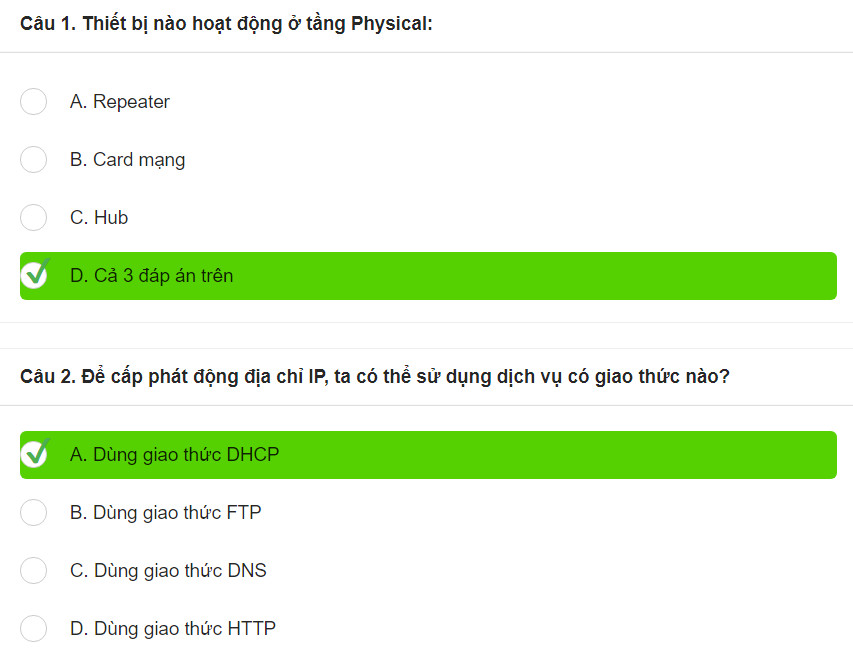 Câu 1. Thiết bị nào hoạt động ở tầng Physical:
A. Repeater
B. Card mạng
C. Hub
D. Cả 3 đáp án trên
Câu 2. Để cấp phát động địa chỉ IP, ta có thể sử dụng dịch vụ có giao thức nào?
A. Dùng giao thức DHCP
B. Dùng giao thức FTP
C. Dùng giao thức DNS
D. Dùng giao thức HTTP